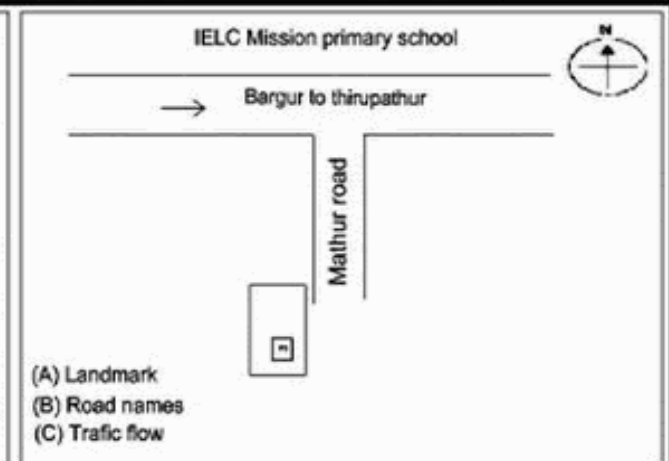 IELC Mission primary school
N
Bargur to thirupathur
Mathur road
(A) Landmark
(B) Road names
(C) Trafic flow